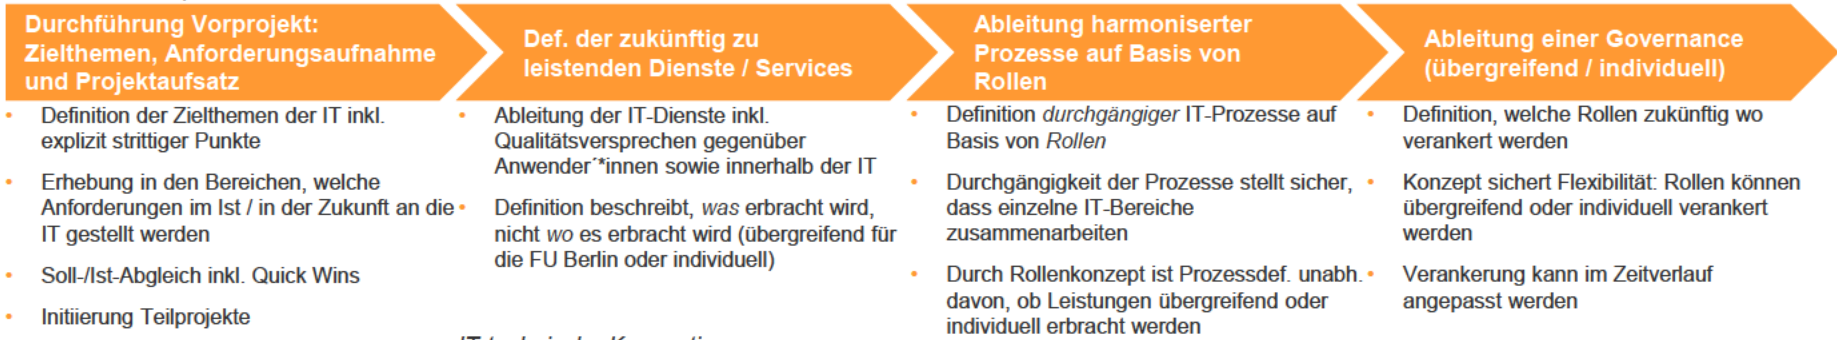 Durchführung Vorprojekt:
Zielthemen, Anforderungsaufnahme
und Projektaufsatz
• Definition der Zielthemen der IT inkl.
explizit strittiger Punkte
• Erhebung in den Bereichen, welche
Anforderungen im Ist / in der Zukunft an die
IT gestellt werden
• Soll-/Ist-Abgleich inkl. Quick Wins
• Initiierung Teilprojekte
Def. der zukünftig zu
leistenden Dienste / Services
• Ableitung der IT-Dienste inkl.
Qualitätsversprechen gegenüber
Anwender´*innen sowie innerhalb der IT
• Definition beschreibt, was erbracht wird,
nicht wo es erbracht wird (übergreifend für
die FU Berlin oder individuell)
Ableitung harmoniserter
Prozesse auf Basis von
Rollen
• Definition durchgängiger IT-Prozesse auf
Basis von Rollen
• Durchgängigkeit der Prozesse stellt sicher,
dass einzelne IT-Bereiche
zusammenarbeiten
• Durch Rollenkonzept ist Prozessdef. unabh.
davon, ob Leistungen übergreifend oder
individuell erbracht werden
Ableitung einer Governance
(übergreifend / individuell)
• Definition, welche Rollen zukünftig wo
verankert werden
• Konzept sichert Flexibilität: Rollen können
übergreifend oder individuell verankert
werden
• Verankerung kann im Zeitverlauf
angepasst werden